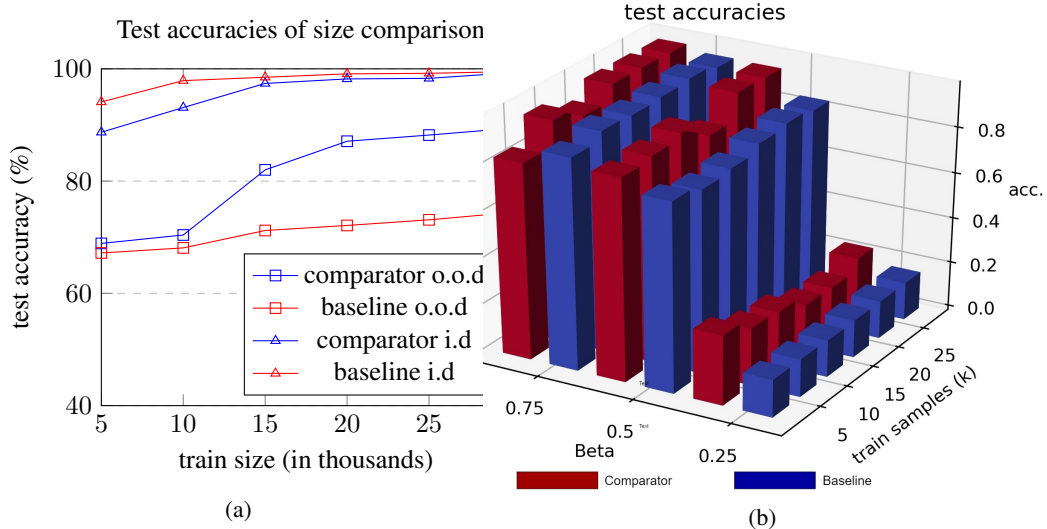 Test accuracies of size comparison
100
80
60
40
test accuracy (%)
comparator o.o.d
baseline o.o.d
comparator i.d
baseline i.d
5
10
15
20
25
train size (in thousands)
(a)
test accuracies
0.8
0.6
acc.
0.4
0.2
0.0
25
20
15
10
5
train samples (k)
0.75
0.5
0.25
Text
Text
Beta
Comparator
Baseline
(b)